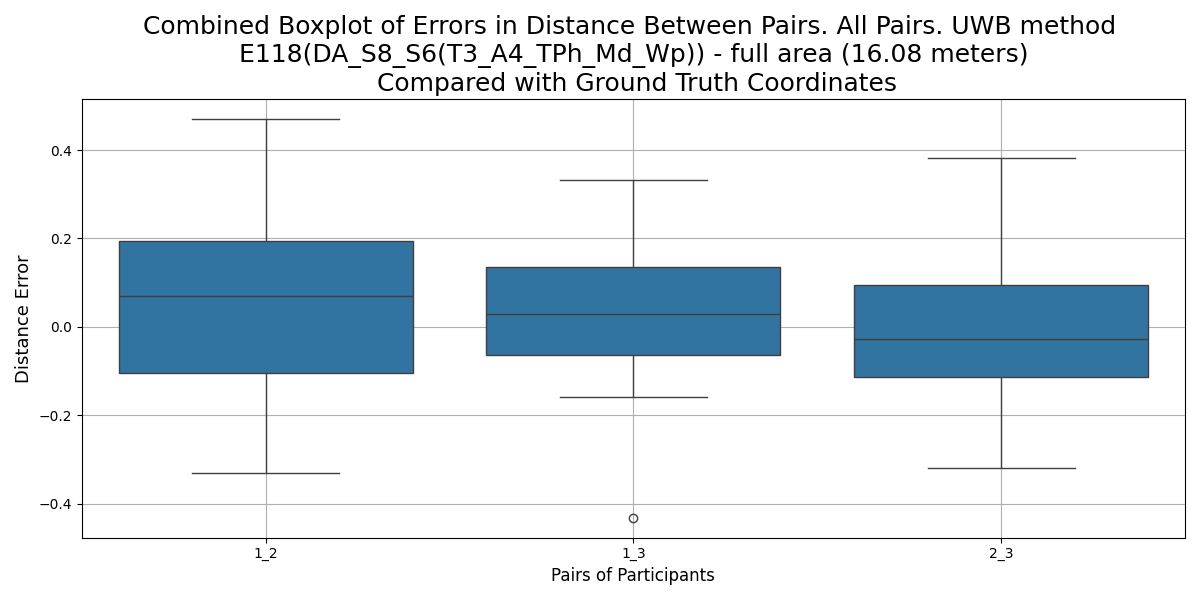 Combined Boxplot of Errors in Distance Between Pairs. All Pairs. UWB method
E118(DA_S8_S6(T3_A4_TPh_Md_Wp)) - full area (16.08 meters)
Compared with Ground Truth Coordinates
Distance Error
0.4
0.2
0.0
−0.2
−0.4
1_2
1_3
2_3
Pairs of Participants